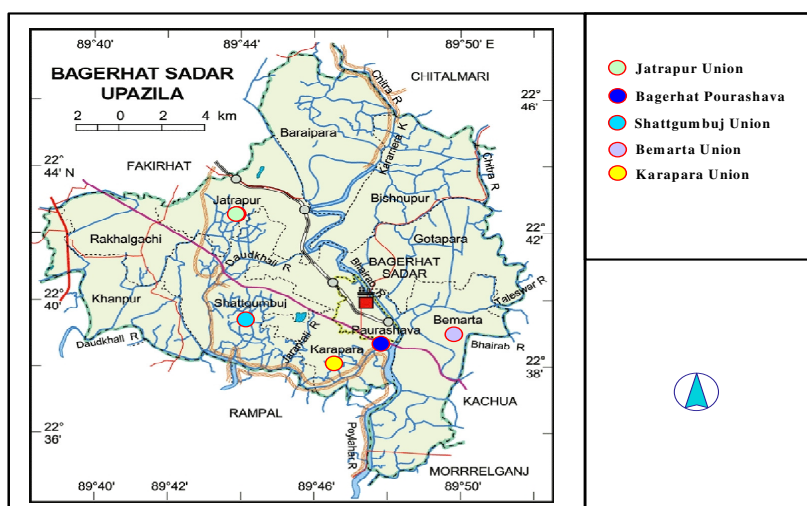 89° 40' 89° 44' 89° 50' E
BAGERHAT SADAR
UPAZILA
2 0 2 4 km
CHITALMARI
Chitra R
22°
46'
Baraipara
Karariera K
Chitra R
22°
44' N
FAKIRHAT
Jatrapur
Bishnupur
22°
42'
Rakhalgachi
Gotapara
Daudkhali R
BAGERHAT
SADAR
Bhairab R
Khanpur
22°
40'
Taleswar R
Shattgumbuj
Bemarta
Daudkhali R
Paurashava
Bhairab R
Karapara
22°
38'
RAMPAL
KACHUA
22°
36'
MORRRELGANJ
89° 40' 89° 42' 89° 46' 89° 50'
Jatrapur Union
Bagerhat Pourashava
Shattgumbuj Union
Bemarta Union
Karapara Union